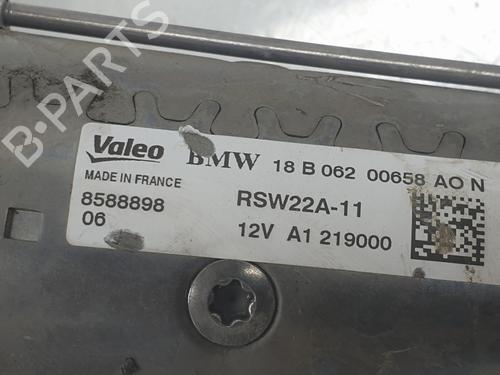 Valeo BMW 18 B 062 00658 AO N
MADE IN FRANCE
8588898 RSW22A-11
06 12V A1 219000
B-PARTS